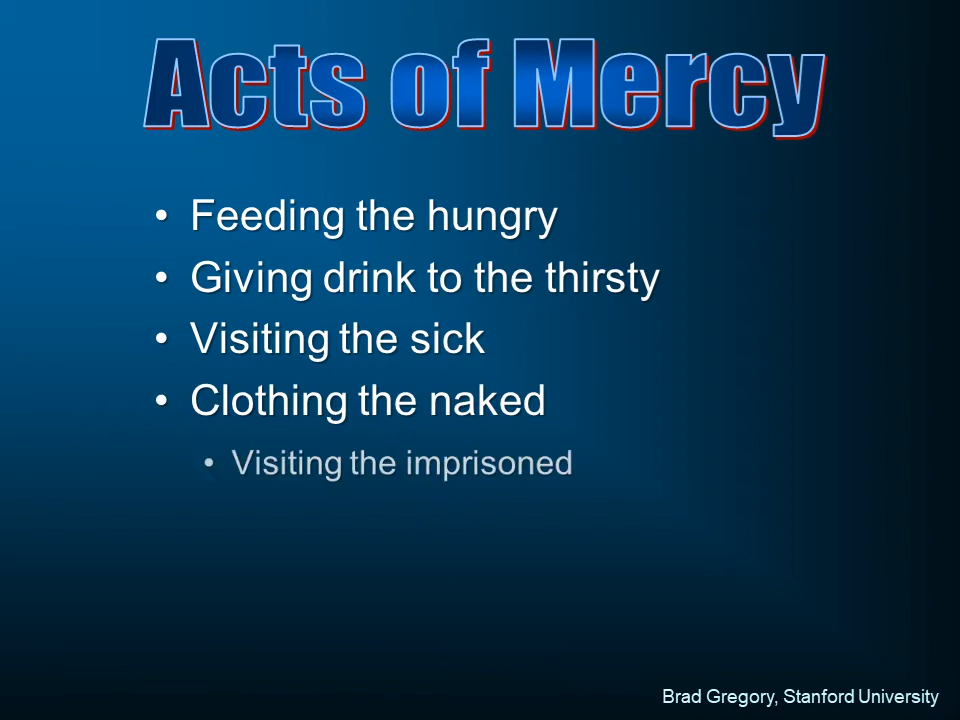 Acts of Mercy
• Feeding the hungry
• Giving drink to the thirsty
• Visiting the sick
• Clothing the naked
• Visiting the imprisoned
Brad Gregory, Stanford University